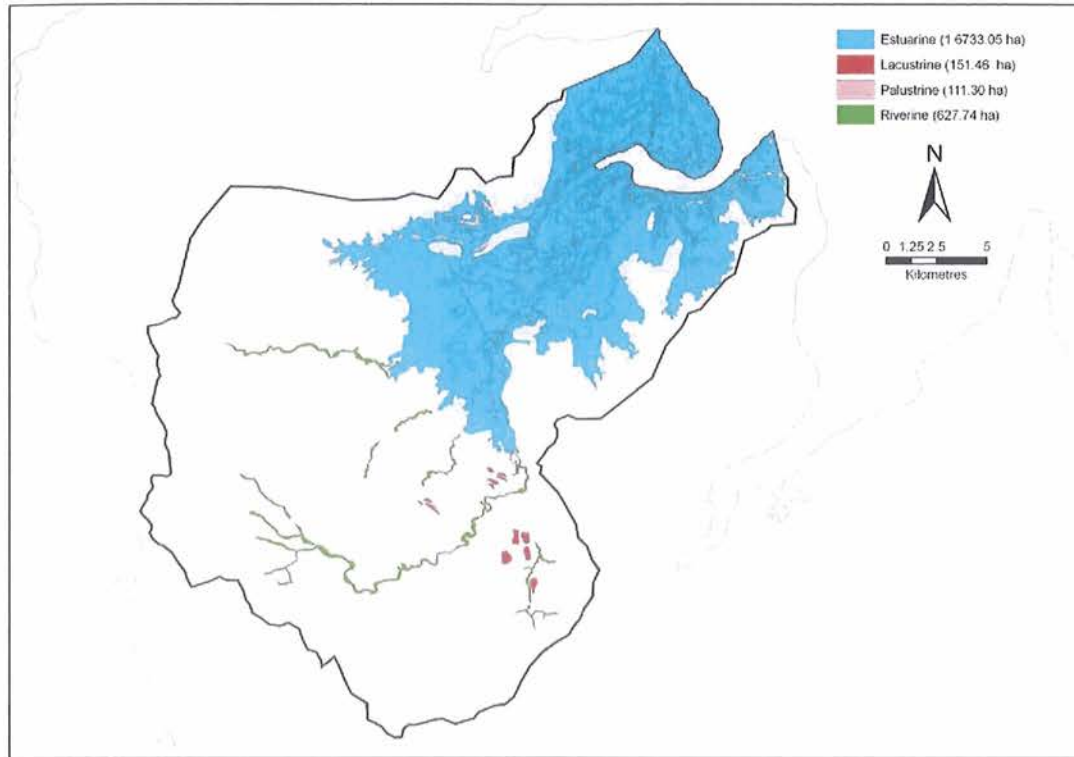 Estuarine (1 6733.05 ha)
Lacustrine (151.46 ha)
Palustrine (111.30 ha)
Riverine (627.74 ha)
N
0 1.25 2.5 5
Kilometres